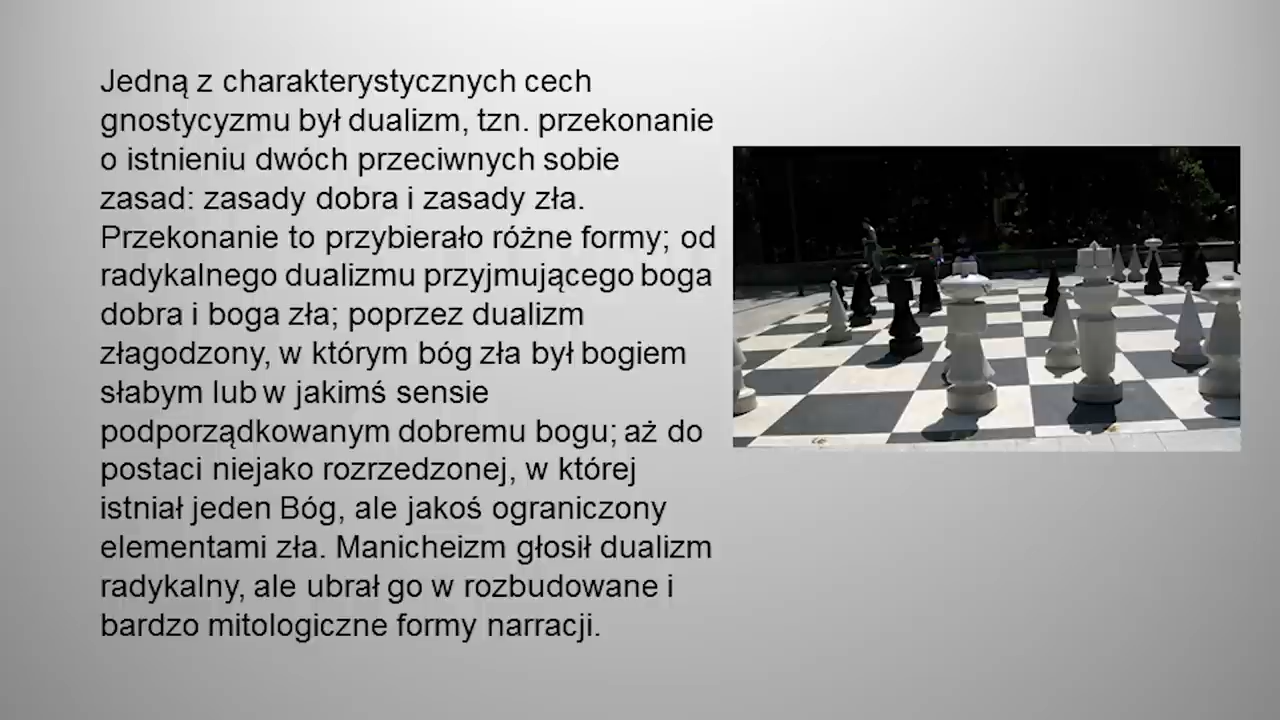 Jedną z charakterystycznych cech
gnostycyzmu był dualizm, tzn. przekonanie
o istnieniu dwóch przeciwnych sobie
zasad: zasady dobra i zasady zła.
Przekonanie to przybierało różne formy; od
radykalnego dualizmu przyjmującego boga
dobra i boga zła; poprzez dualizm
złagodzony, w którym bóg zła był bogiem
słabym lub w jakimś sensie
podporządkowanym dobremu bogu; aż do
postaci niejako rozrzedzonej, w której
istniał jeden Bóg, ale jakoś ograniczony
elementami zła. Manicheizm głosił dualizm
radykalny, ale ubrał go w rozbudowane i
bardzo mitologiczne formy narracji.